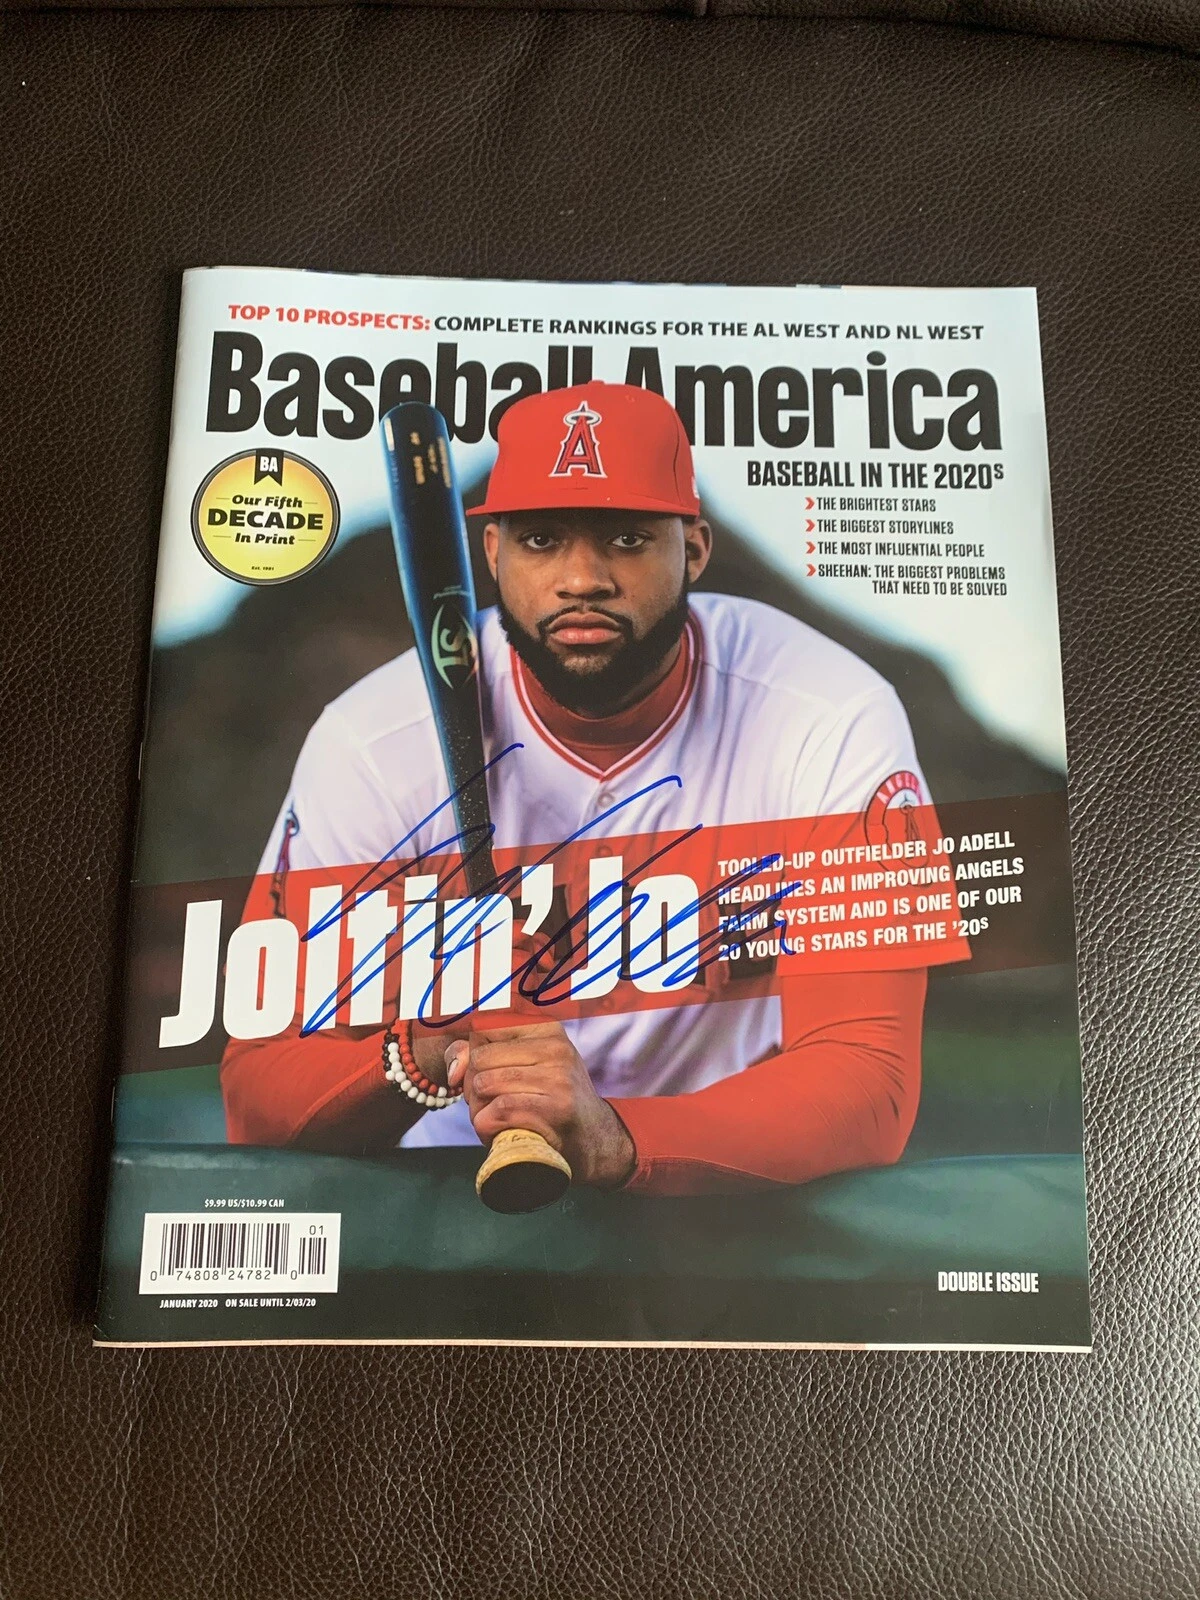 TOP 10 PROSPECTS: COMPLETE RANKINGS FOR THE AL WEST AND NL WEST
Baseball America
BA
Our Fifth
DECADE
In Print
Est. 1981
A
BASEBALL IN THE 2020s
THE BRIGHTEST STARS
THE BIGGEST STORYLINES
THE MOST INFLUENTIAL PEOPLE
SHEEHAN: THE BIGGEST PROBLEMS
THAT NEED TO BE SOLVED
LS
ANGELS
Joltin' Jo
TOOLED-UP OUTFIELDER JO ADELL
HEADLINES AN IMPROVING ANGELS
FARM SYSTEM AND IS ONE OF OUR
20 YOUNG STARS FOR THE '20s
$9.99 US/$10.99 CAN
01
0 74808 24782 0
JANUARY 2020 ON SALE UNTIL 2/03/20
DOUBLE ISSUE